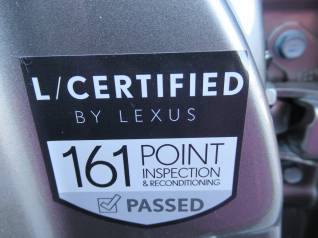 L/CERTIFIED
BY LEXUS
161 POINT
INSPECTION
& RECONDITIONING
PASSED